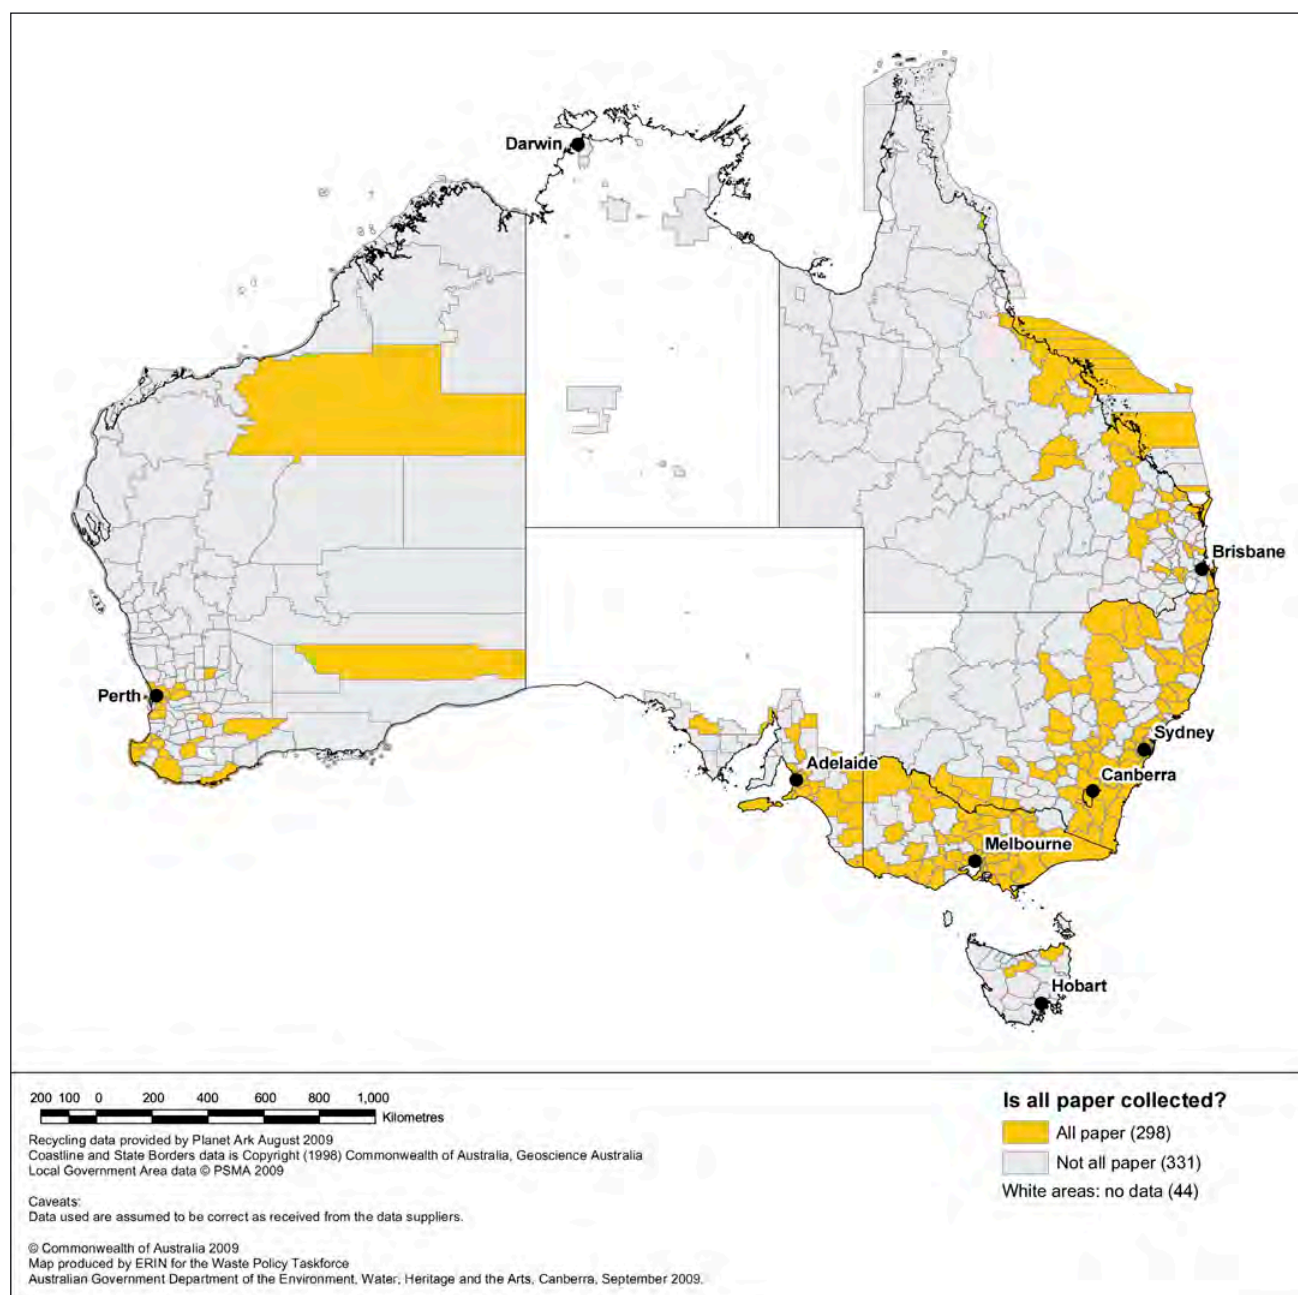 Darwin
Brisbane
Perth
Sydney
Adelaide
Canberra
Melbourne
Hobart
200 100 0 200 400 600 800 1,000
Kilometres
Recycling data provided by Planet Ark August 2009
Coastline and State Borders data is Copyright (1998) Commonwealth of Australia, Geoscience Australia
Local Government Area data © PSMA 2009
Caveats:
Data used are assumed to be correct as received from the data suppliers.
© Commonwealth of Australia 2009
Map produced by ERIN for the Waste Policy Taskforce
Australian Government Department of the Environment, Water, Heritage and the Arts, Canberra, September 2009.
Is all paper collected?
All paper (298)
Not all paper (331)
White areas: no data (44)